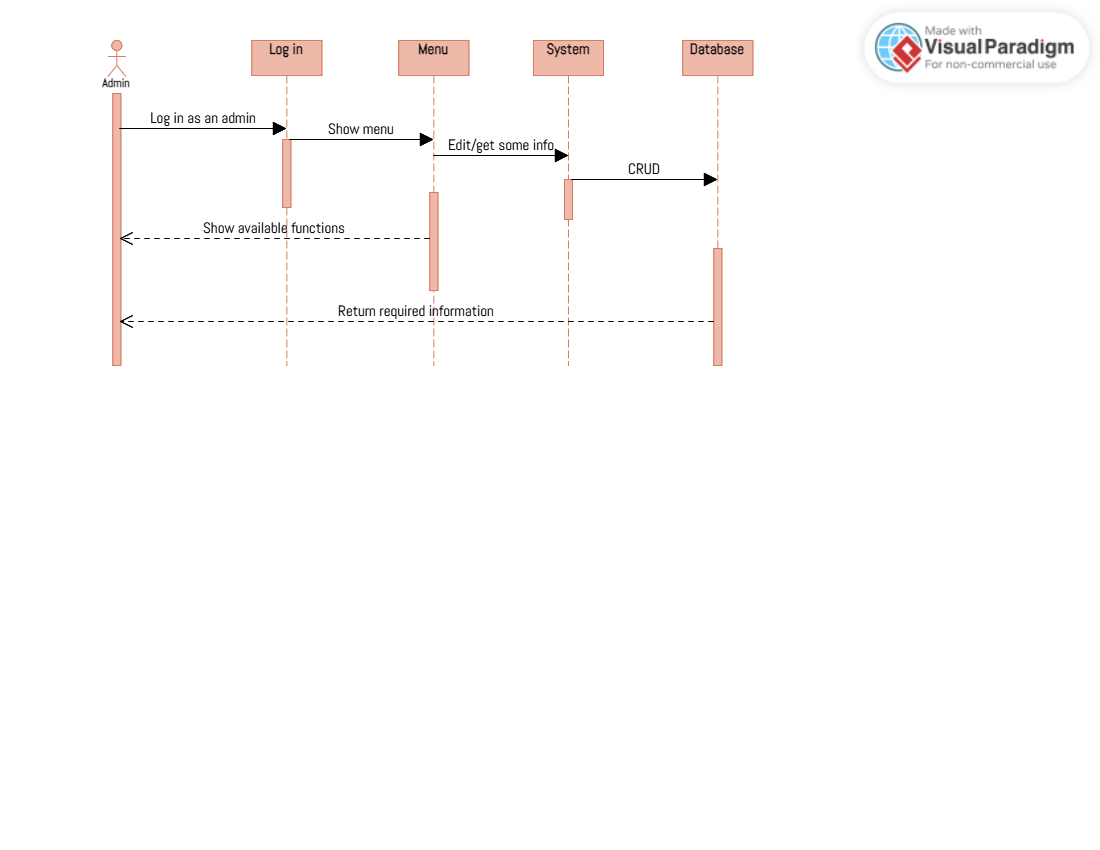 Made with
Visual Paradigm
For non-commercial use
Log in
Menu
System
Database
Admin
Log in as an admin
Show menu
Edit/get some info
CRUD
Show available functions
Return required information